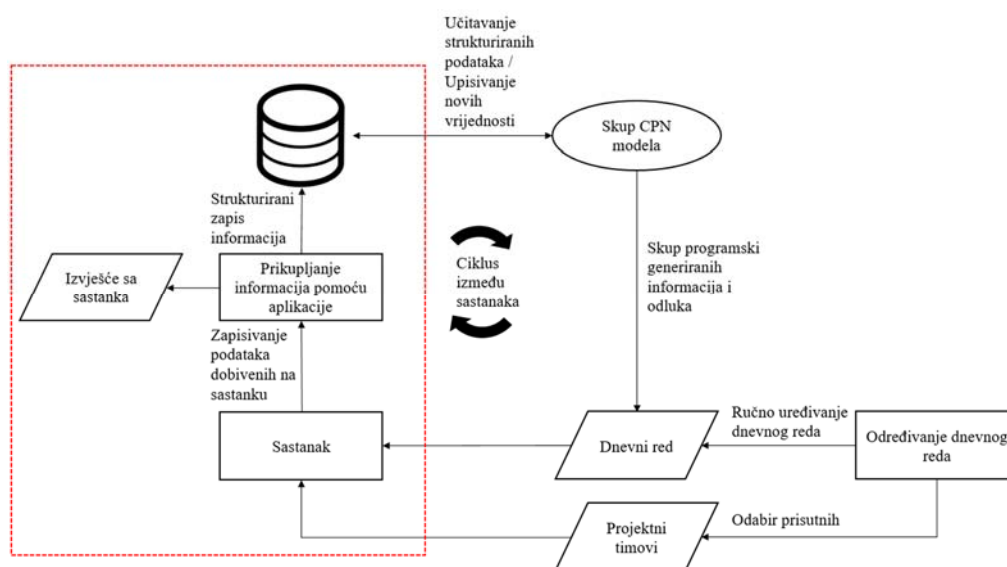 Učitavanje
strukturiranih
podataka /
Upisivanje
novih
vrijednosti
Skup CPN
modela
Strukturirani
zapis
informacija
Izvješće sa
sastanka
Prikupljanje
informacija pomoću
aplikacije
Ciklus
između
sastanaka
Skup programski
generiranih
informacija i
odluka
Zapisivanje
podataka
dobivenih na
sastanku
Sastanak
Dnevni red
Ručno uređivanje
dnevnog reda
Određivanje dnevnog
reda
Projektni
timovi
Odabir prisutnih